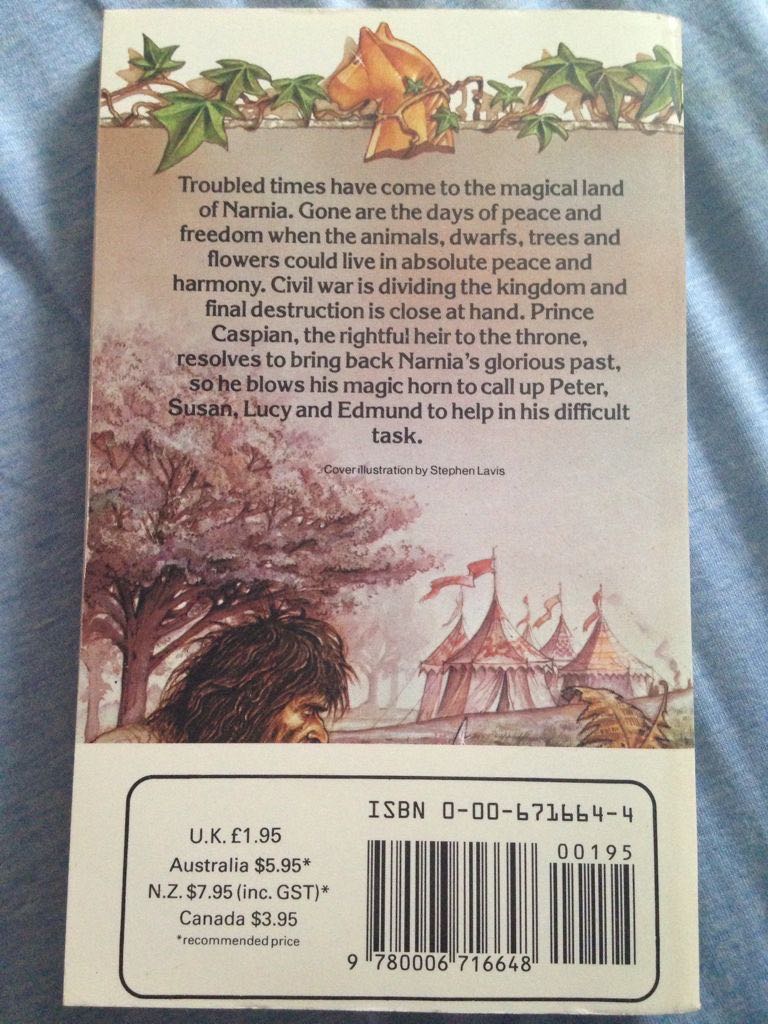 Troubled times have come to the magical land
of Narnia. Gone are the days of peace and
freedom when the animals, dwarfs, trees and
flowers could live in absolute peace and
harmony. Civil war is dividing the kingdom and
final destruction is close at hand. Prince
Caspian, the rightful heir to the throne,
resolves to bring back Narnia's glorious past,
so he blows his magic horn to call up Peter,
Susan, Lucy and Edmund to help in his difficult
task.
Cover illustration by Stephen Lavis
U.K. £1.95
Australia $5.95*
N.Z. $7.95 (inc. GST)*
Canada $3.95
*recommended price
ISBN 0-00-671664-4
00195
9 780006 716648